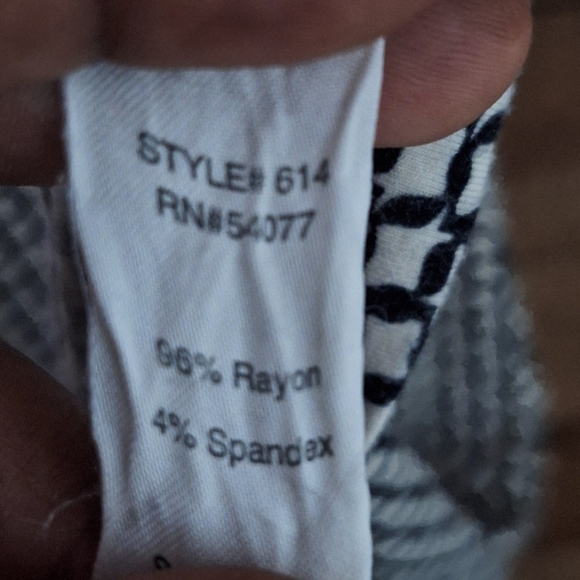 STYLE# 614
RN#54077
96% Rayon
4% Spandex